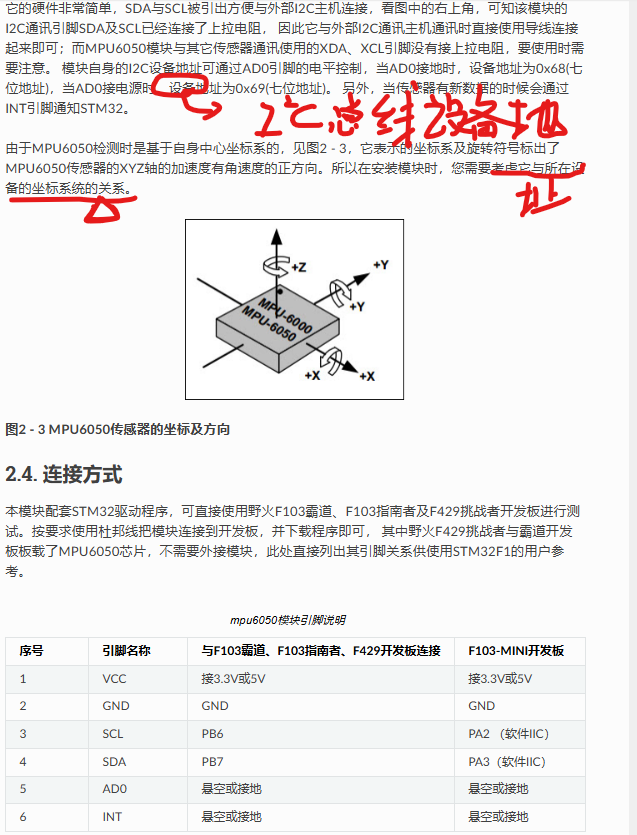 它的硬件非常简单，SDA与SCL被引出方便与外部I2C主机连接，看图中的右上角，可知该模块的
I2C通讯引脚SDA及SCL已经连接了上拉电阻， 因此它与外部I2C通讯主机通讯时直接使用导线连接
起来即可；而MPU6050模块与其它传感器通讯使用的XDA、XCL引脚没有接上拉电阻，要使用时需
要注意。 模块自身的I2C设备地址可通过AD0引脚的电平控制，当AD0接地时，设备地址为0x68(七
位地址)，当AD0接电源时，设备地址为0x69(七位地址)。 另外，当传感器有新数据的时候会通过
INT引脚通知STM32。
I²C总线设备地
址
由于MPU6050检测时是基于自身中心坐标系的，见图2 - 3，它表示的坐标系及旋转符号标出了
MPU6050传感器的XYZ轴的加速度有角速度的正方向。所以在安装模块时，您需要考虑它与所在设
备的坐标系统的关系。
+Z
+Y
+Y
MPU-6000
MPU-6050
+X
+X
图2 - 3 MPU6050传感器的坐标及方向
2.4. 连接方式
本模块配套STM32驱动程序，可直接使用野火F103霸道、F103指南者及F429挑战者开发板进行测
试。按要求使用杜邦线把模块连接到开发板，并下载程序即可， 其中野火F429挑战者与霸道开发
板板载了MPU6050芯片，不需要外接模块，此处直接列出其引脚关系供使用STM32F1的用户参
考。
mpu6050模块引脚说明
序号 引脚名称 与F103霸道、F103指南者、F429开发板连接 F103-MINI开发板
1 VCC 接3.3V或5V 接3.3V或5V
2 GND GND GND
3 SCL PB6 PA2 （软件IIC）
4 SDA PB7 PA3（软件IIC）
5 AD0 悬空或接地 悬空或接地
6 INT 悬空或接地 悬空或接地